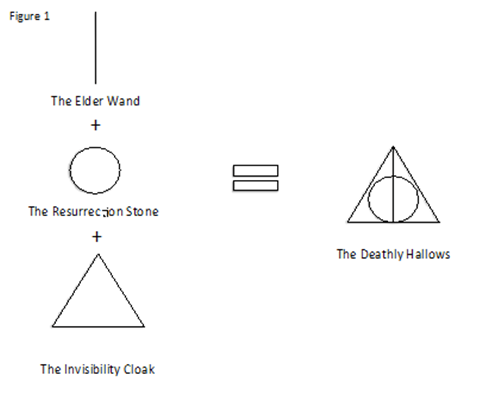 Figure 1
The Elder Wand
+
The Resurrection Stone
+
The Invisibility Cloak
The Deathly Hallows